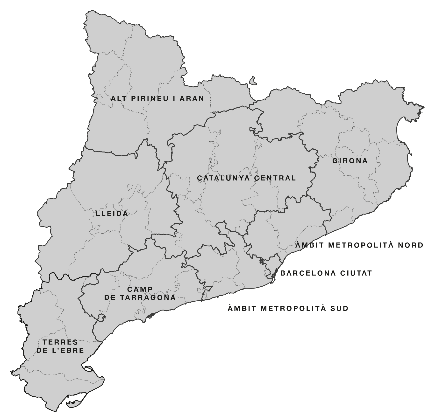 ALT PIRINEU I ARAN
GIRONA
CATALUNYA CENTRAL
LLEIDA
ÀMBIT METROPOLITÀ NORD
BARCELONA CIUTAT
CAMP
DE TARRAGONA
ÀMBIT METROPOLITÀ SUD
TERRES
DE L'EBRE